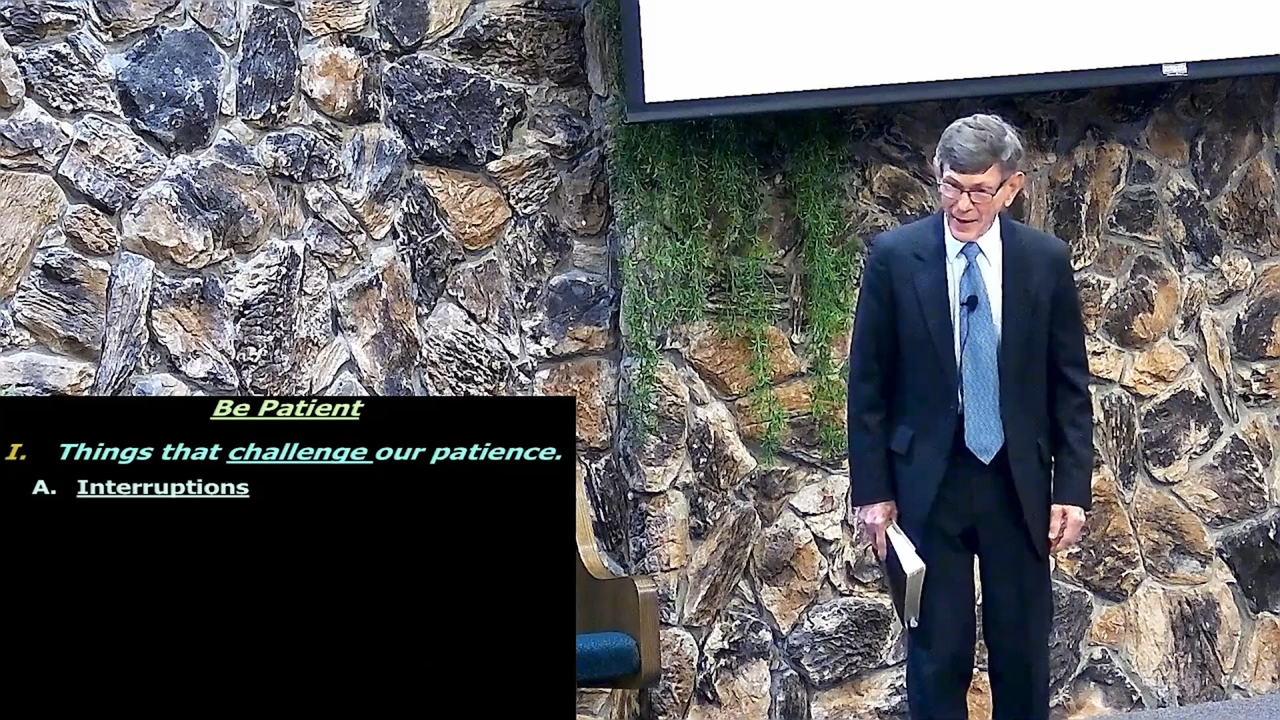 Be Patient
I. Things that challenge our patience.
A. Interruptions